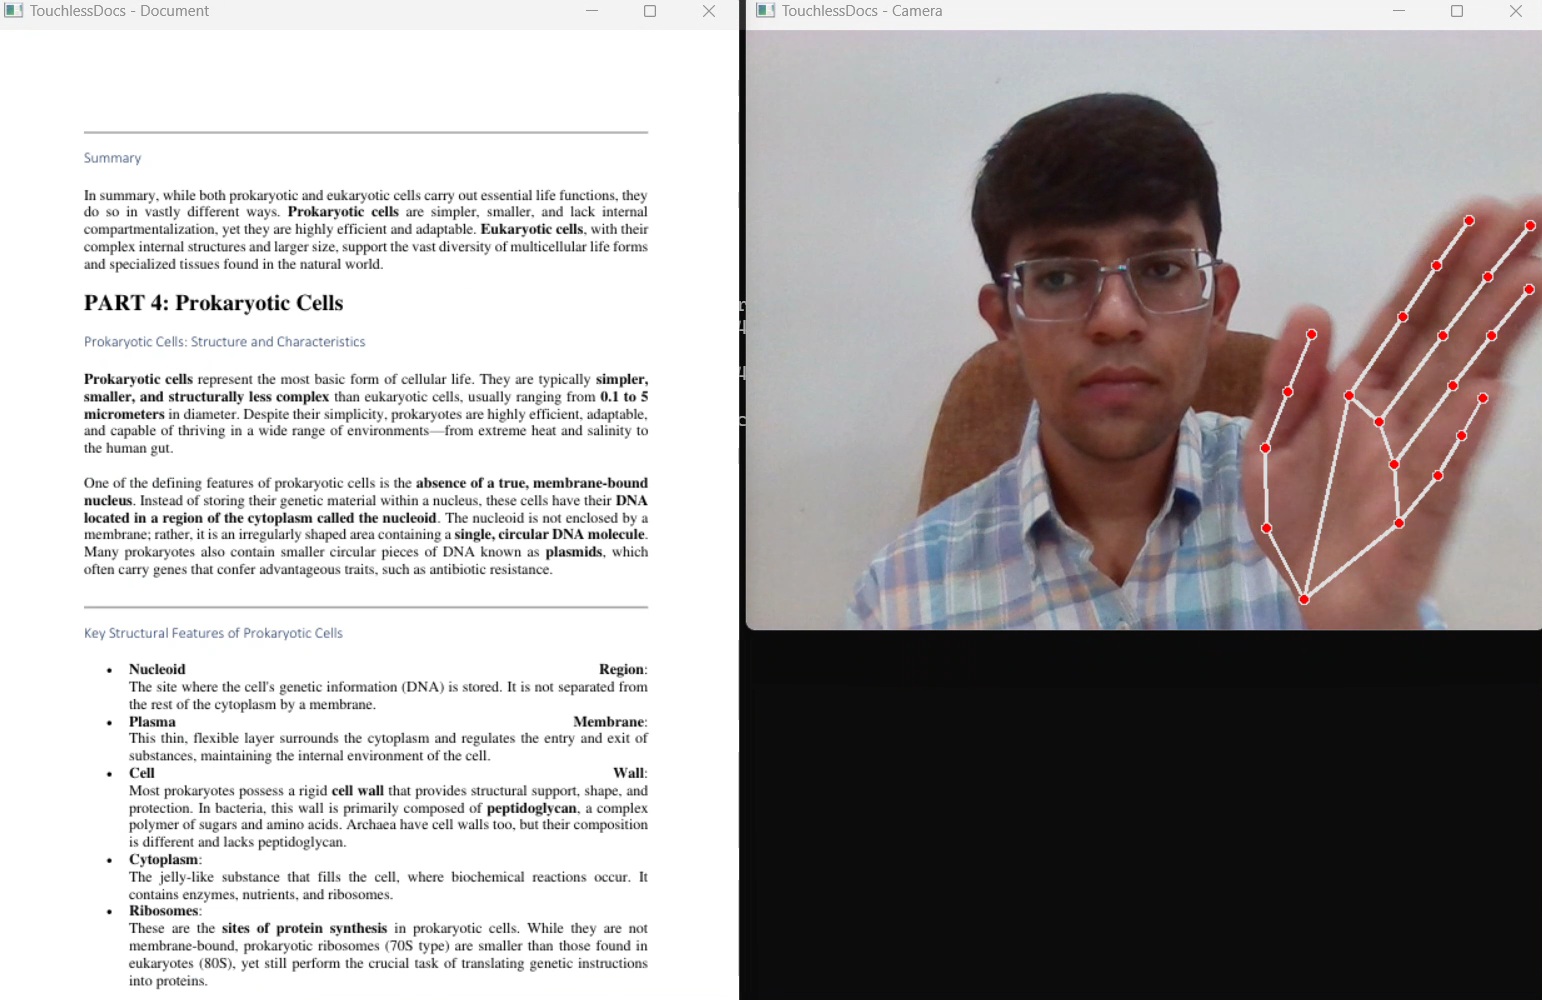 TouchlessDocs - Document
Summary
In summary, while both prokaryotic and eukaryotic cells carry out essential life functions, they
do so in vastly different ways. Prokaryotic cells are simpler, smaller, and lack internal
compartmentalization, yet they are highly efficient and adaptable. Eukaryotic cells, with their
complex internal structures and larger size, support the vast diversity of multicellular life forms
and specialized tissues found in the natural world.
PART 4: Prokaryotic Cells
Prokaryotic Cells: Structure and Characteristics
Prokaryotic cells represent the most basic form of cellular life. They are typically simpler,
smaller, and structurally less complex than eukaryotic cells, usually ranging from 0.1 to 5
micrometers in diameter. Despite their simplicity, prokaryotes are highly efficient, adaptable,
and capable of thriving in a wide range of environments—from extreme heat and salinity to
the human gut.
One of the defining features of prokaryotic cells is the absence of a true, membrane-bound
nucleus. Instead of storing their genetic material within a nucleus, these cells have their DNA
located in a region of the cytoplasm called the nucleoid. The nucleoid is not enclosed by a
membrane; rather, it is an irregularly shaped area containing a single, circular DNA molecule.
Many prokaryotes also contain smaller circular pieces of DNA known as plasmids, which
often carry genes that confer advantageous traits, such as antibiotic resistance.
Key Structural Features of Prokaryotic Cells
• Nucleoid Region:
The site where the cell's genetic information (DNA) is stored. It is not separated from
the rest of the cytoplasm by a membrane.
• Plasma Membrane:
This thin, flexible layer surrounds the cytoplasm and regulates the entry and exit of
substances, maintaining the internal environment of the cell.
• Cell Wall:
Most prokaryotes possess a rigid cell wall that provides structural support, shape, and
protection. In bacteria, this wall is primarily composed of peptidoglycan, a complex
polymer of sugars and amino acids. Archaea have cell walls too, but their composition
is different and lacks peptidoglycan.
• Cytoplasm:
The jelly-like substance that fills the cell, where biochemical reactions occur. It
contains enzymes, nutrients, and ribosomes.
• Ribosomes:
These are the sites of protein synthesis in prokaryotic cells. While they are not
membrane-bound, prokaryotic ribosomes (70S type) are smaller than those found in
eukaryotes (80S), yet still perform the crucial task of translating genetic instructions
into proteins.
TouchlessDocs - Camera